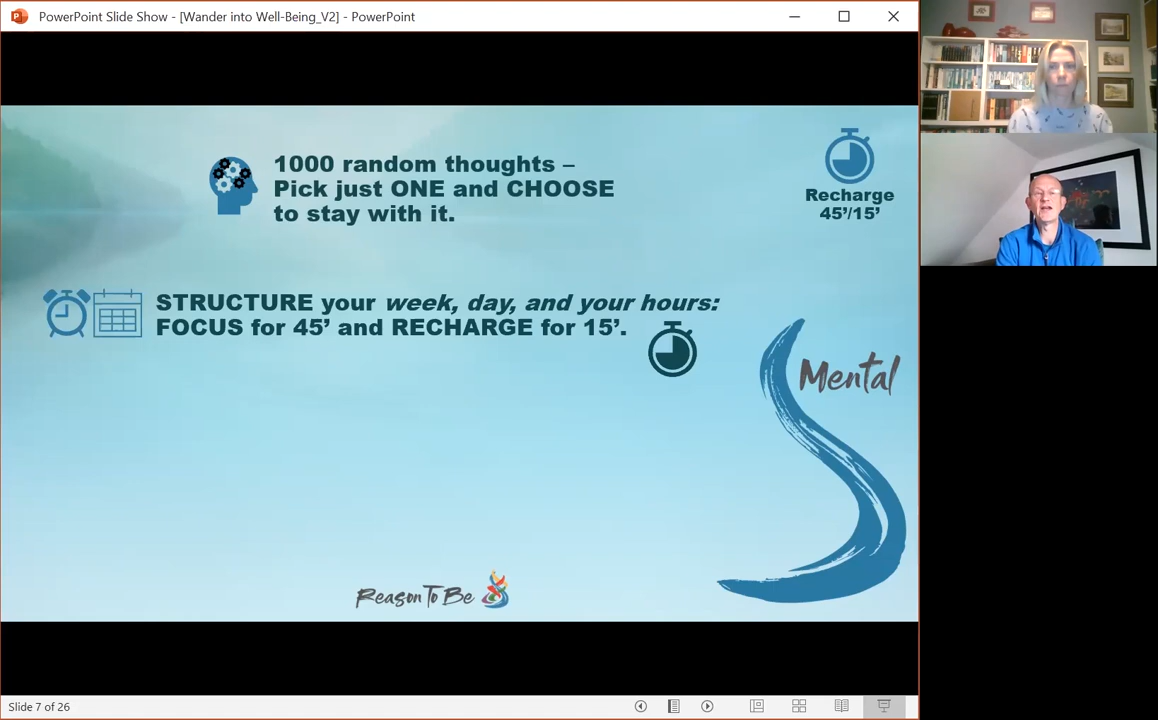 PowerPoint Slide Show - [Wander into Well-Being_V2] - PowerPoint
1000 random thoughts –
Pick just ONE and CHOOSE
to stay with it.
Recharge
45’/15’
STRUCTURE your week, day, and your hours:
FOCUS for 45’ and RECHARGE for 15’.
Mental
Reason To Be
Slide 7 of 26